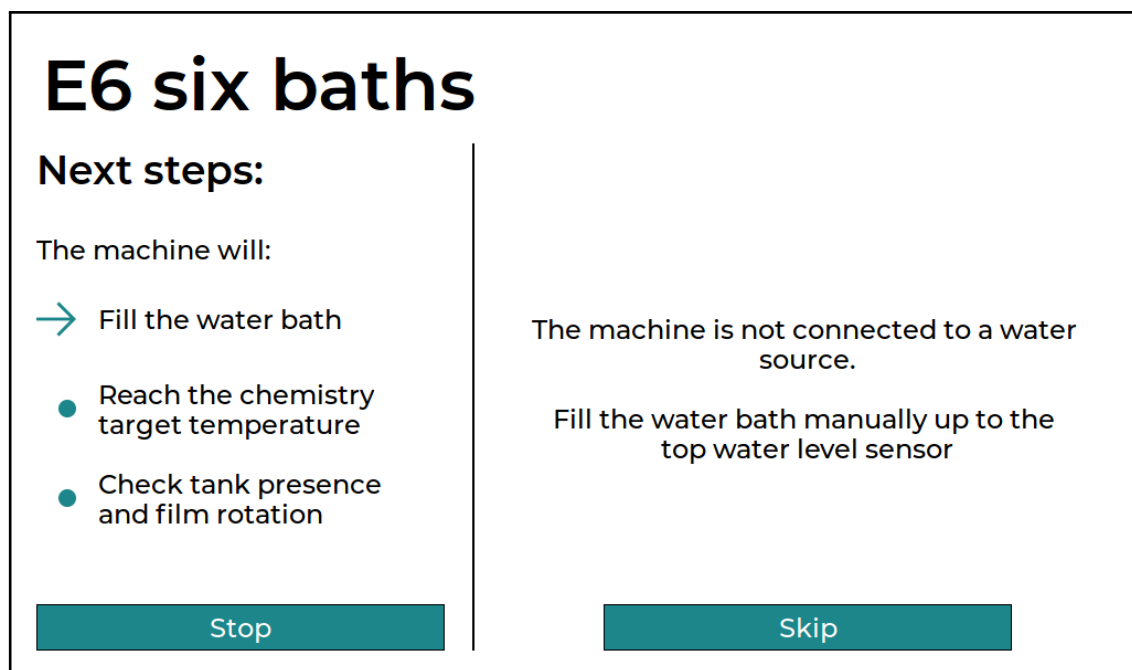 E6 six baths
Next steps:
The machine will:
Fill the water bath
Reach the chemistry
target temperature
Check tank presence
and film rotation
Stop
The machine is not connected to a water
source.
Fill the water bath manually up to the
top water level sensor
Skip